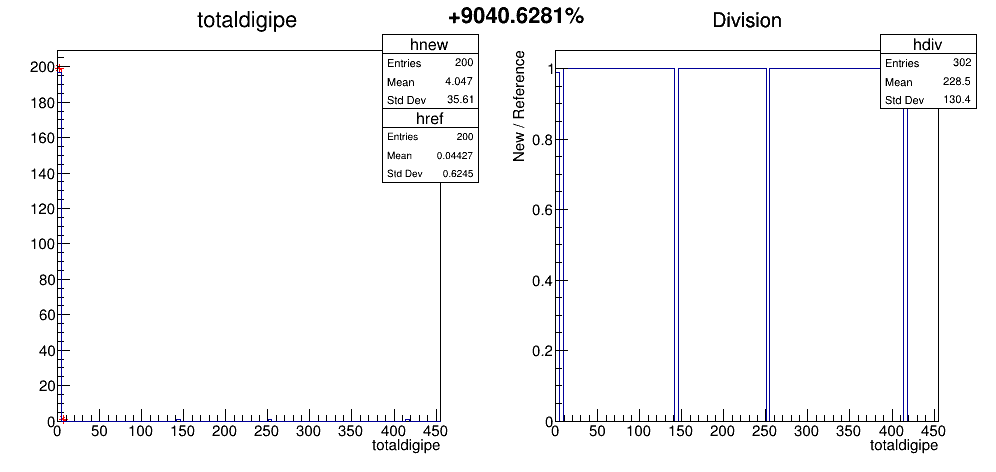 +9040.6281%
totaldigipe
hnew
Entries 200
Mean 4.047
Std Dev 35.61
href
Entries 200
Mean 0.04427
Std Dev 0.6245
200
180
160
140
120
100
80
60
40
20
0
0 50 100 150 200 250 300 350 400 450
totaldigipe
Division
hdiv
Entries 302
Mean 228.5
Std Dev 130.4
New / Reference
1
0.8
0.6
0.4
0.2
0
0 50 100 150 200 250 300 350 400 450
totaldigipe